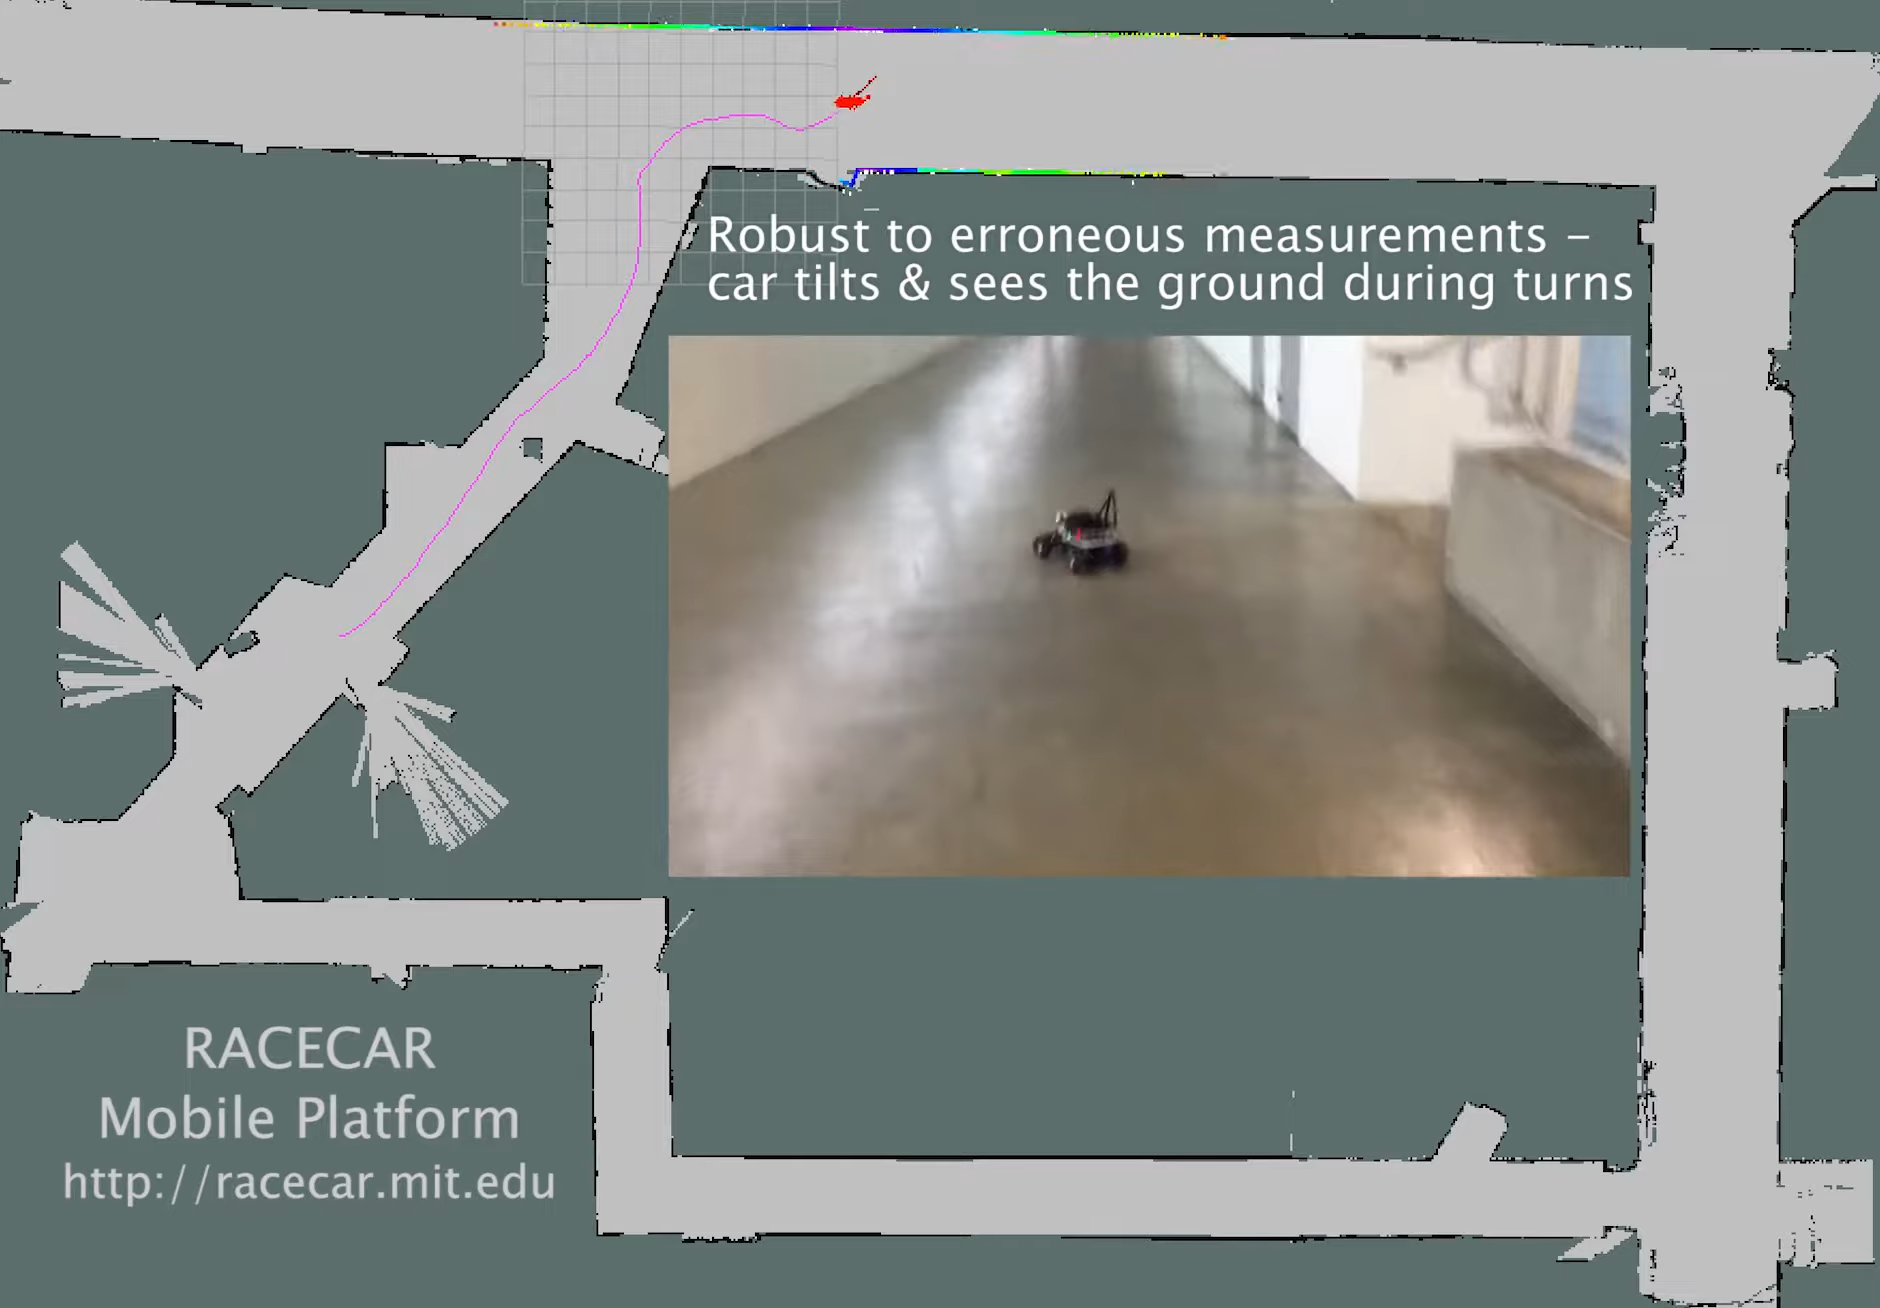 Robust to erroneous measurements –
car tilts & sees the ground during turns
RACECAR
Mobile Platform
http://racecar.mit.edu